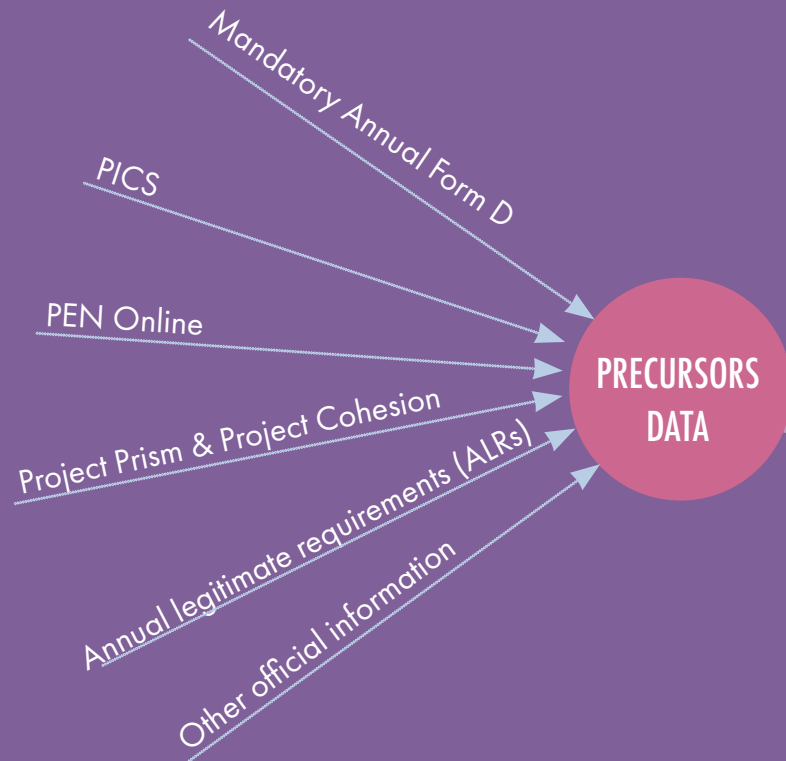 Mandatory Annual Form D
PICS
PEN Online
Project Prism & Project Cohesion
Annual legitimate requirements (ALRs)
Other official information
PRECURSORS
DATA